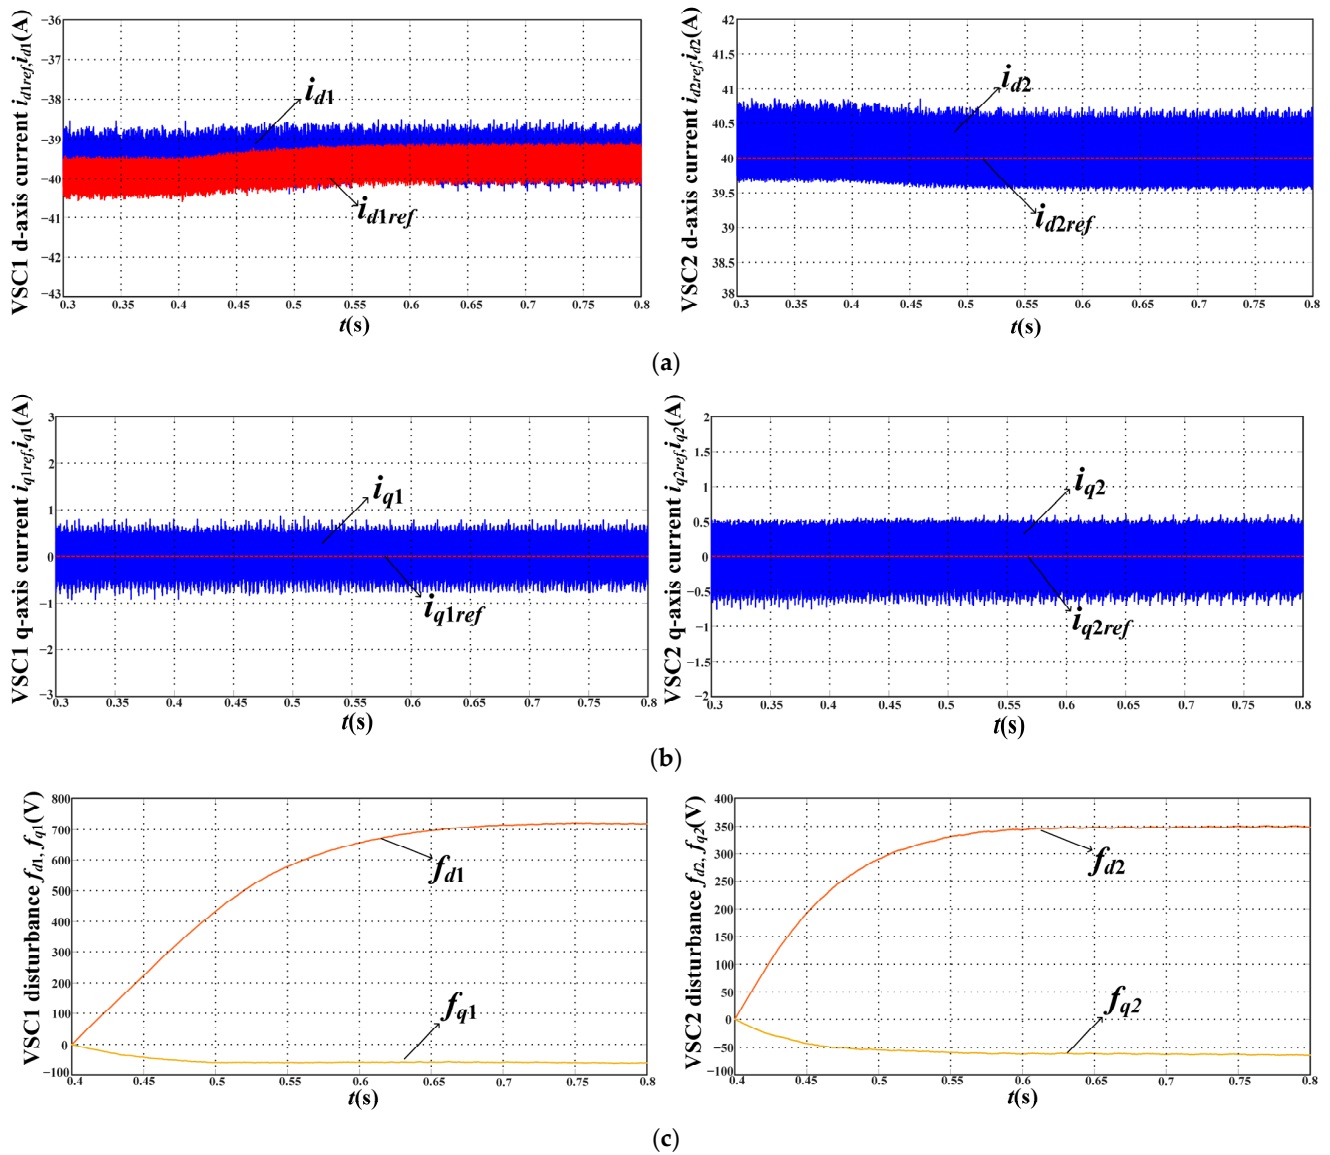 VSC1 d-axis current id1ref,id1(A)
-36
-37
-38
-39
-40
-41
-42
-43
id1
id1ref
0.3 0.35 0.4 0.45 0.5 0.55 0.6 0.65 0.7 0.75 0.8
t(s)
VSC2 d-axis current id2ref,id2(A)
42
41.5
41
40.5
40
39.5
39
38.5
38
id2
id2ref
0.3 0.35 0.4 0.45 0.5 0.55 0.6 0.65 0.7 0.75 0.8
t(s)
(a)
VSC1 q-axis current iq1ref,iq1(A)
3
2
1
0
-1
-2
-3
iq1
iq1ref
0.3 0.35 0.4 0.45 0.5 0.55 0.6 0.65 0.7 0.75 0.8
t(s)
VSC2 q-axis current iq2ref,iq2(A)
2
1.5
1
0.5
0
-0.5
-1
-1.5
-2
iq2
iq2ref
0.3 0.35 0.4 0.45 0.5 0.55 0.6 0.65 0.7 0.75 0.8
t(s)
(b)
VSC1 disturbance fd1, fq1(V)
800
700
600
500
400
300
200
100
0
-100
fd1
fq1
0.4 0.45 0.5 0.55 0.6 0.65 0.7 0.75 0.8
t(s)
VSC2 disturbance fd2, fq2(V)
400
350
300
250
200
150
100
50
0
-50
-100
fd2
fq2
0.4 0.45 0.5 0.55 0.6 0.65 0.7 0.75 0.8
t(s)
(c)